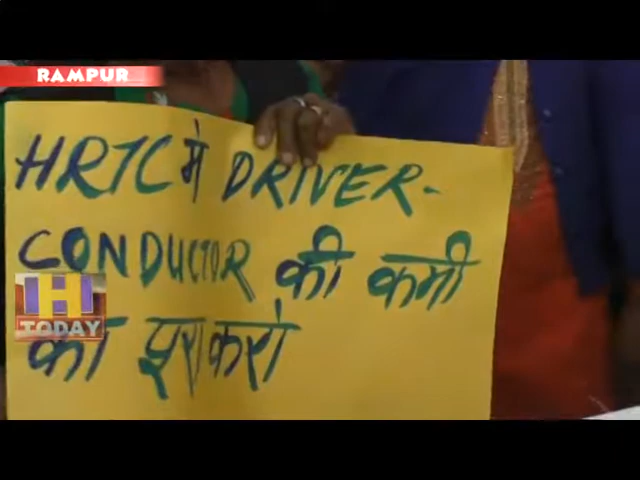 RAMPUR
HRTC मे DRIVER-
CONDUCTOR की कमी
को पुरा करो
H
TODAY